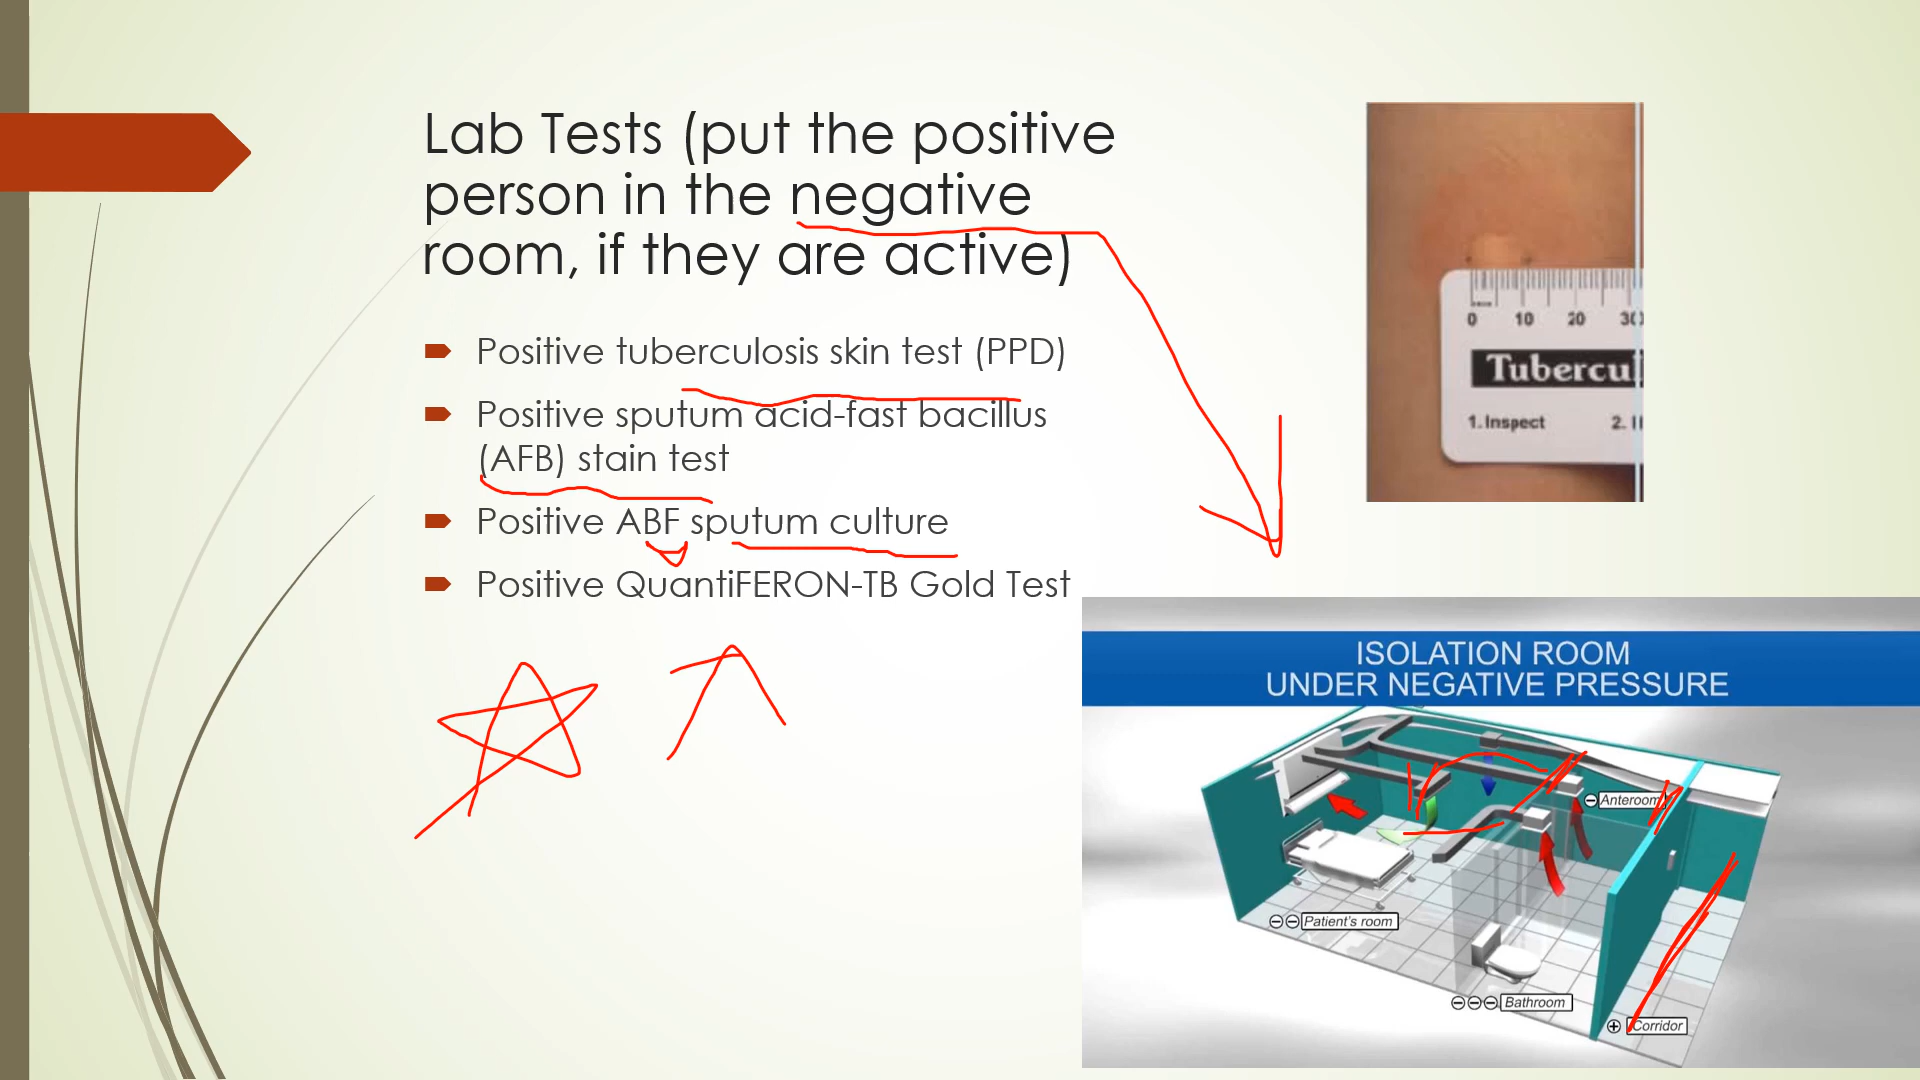 Lab Tests (put the positive
person in the negative
room, if they are active)
Positive tuberculosis skin test (PPD)
Positive sputum acid-fast bacillus
(AFB) stain test
Positive ABF sputum culture
Positive QuantiFERON-TB Gold Test
0 10 20 30
Tubercul
1. Inspect 2.
ISOLATION ROOM
UNDER NEGATIVE PRESSURE
Anteroom
Patient's room
Bathroom
Corridor